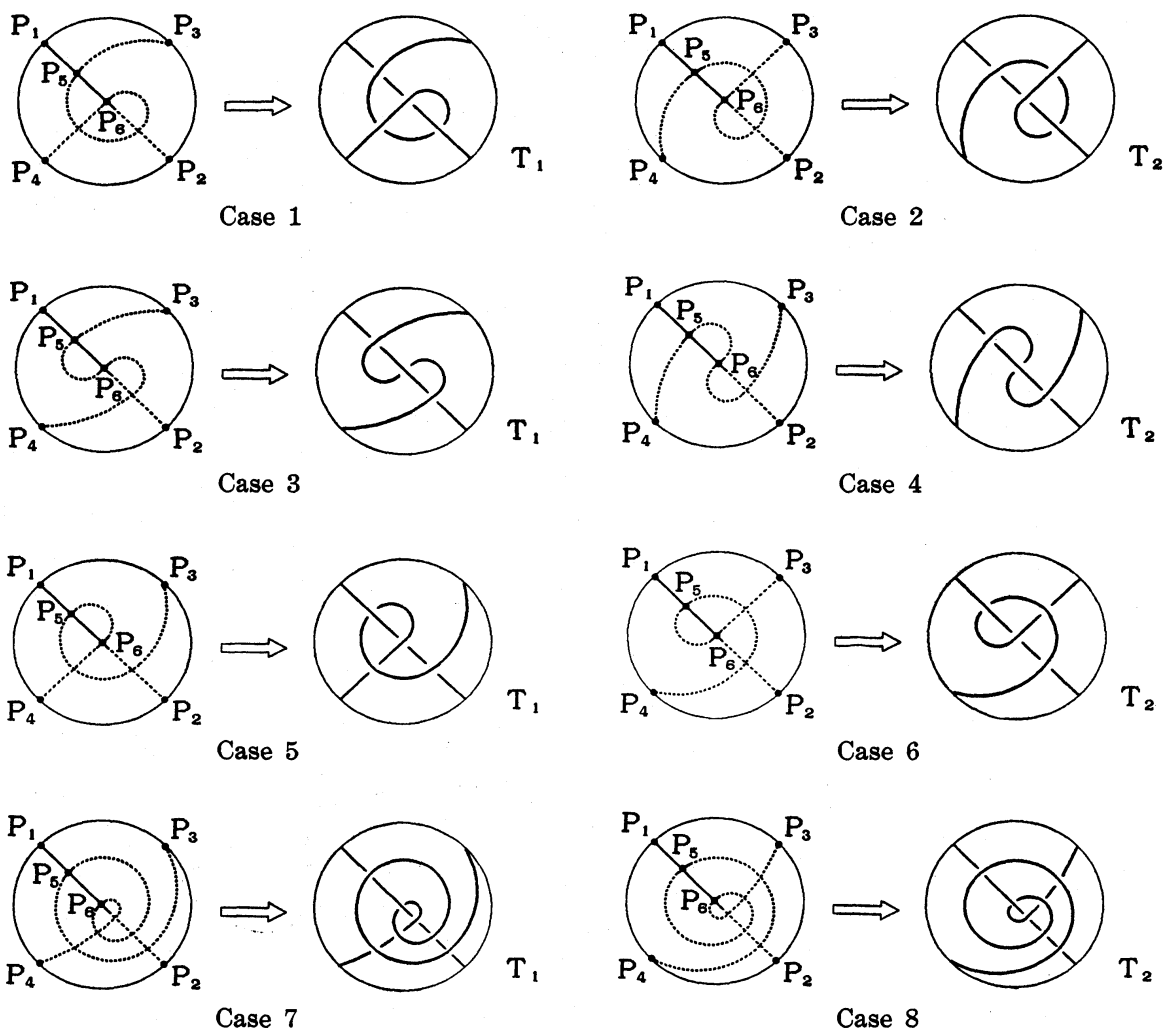 P₁ P₃ P₁ P₃
P₅ P₅
P₆ P₆
P₄ P₂ T₁ P₄ P₂ T₂
Case 1 Case 2
P₁ P₃ P₁ P₃
P₅ P₅
P₆ P₆
P₄ P₂ T₁ P₄ P₂ T₂
Case 3 Case 4
P₁ P₃ P₁ P₃
P₅ P₅
P₆ P₆
P₄ P₂ T₁ P₄ P₂ T₂
Case 5 Case 6
P₁ P₃ P₁ P₃
P₅ P₅
P₆ P₆
P₄ P₂ T₁ P₄ P₂ T₂
Case 7 Case 8